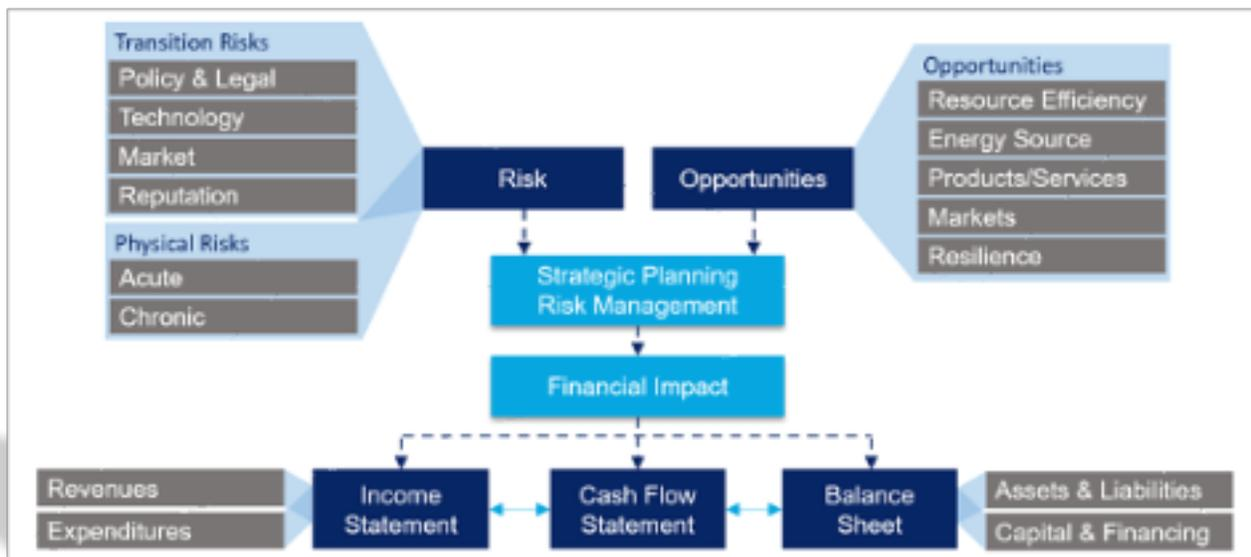 Transition Risks
Policy & Legal
Technology
Market
Reputation
Physical Risks
Acute
Chronic
Risk
Opportunities
Opportunities
Resource Efficiency
Energy Source
Products/Services
Markets
Resilience
Strategic Planning
Risk Management
Financial Impact
Revenues
Expenditures
Income
Statement
Cash Flow
Statement
Balance
Sheet
Assets & Liabilities
Capital & Financing